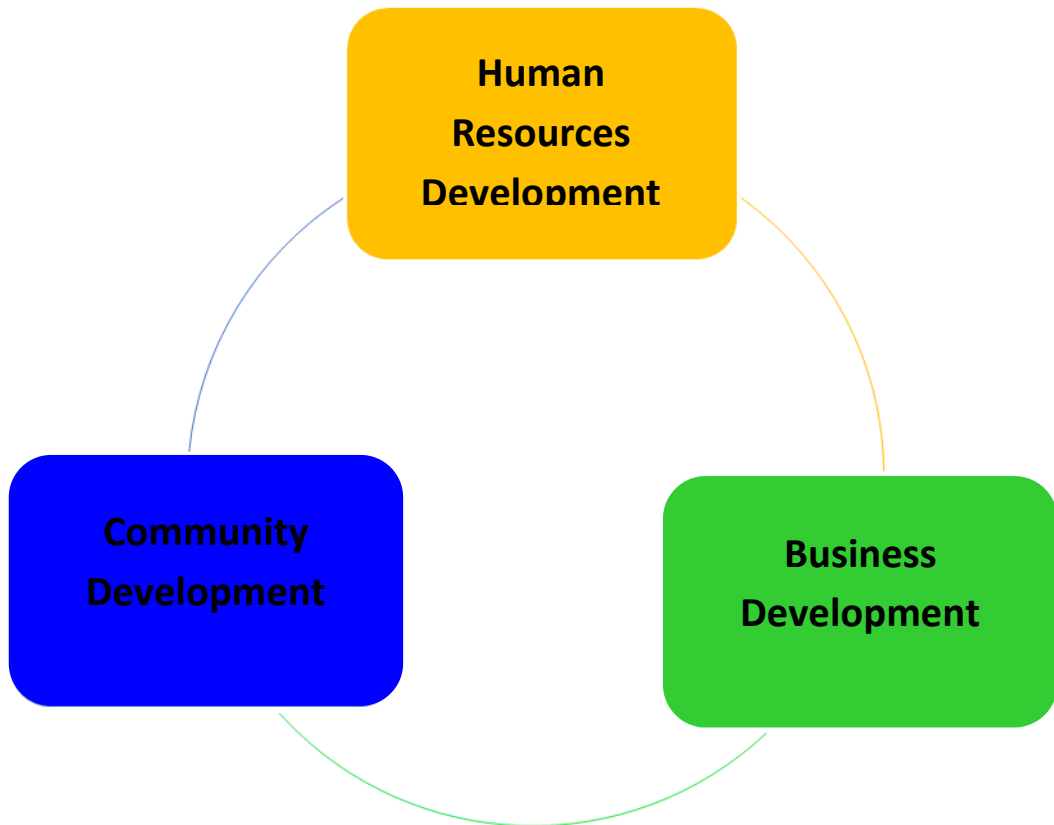 Human
Resources
Development
Community
Development
Business
Development